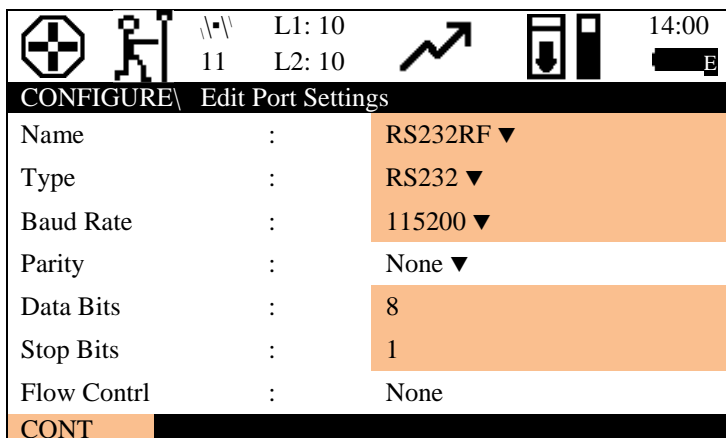 L1: 10 14:00
11 L2: 10 E
CONFIGURE\ Edit Port Settings
Name : RS232RF ▼
Type : RS232 ▼
Baud Rate : 115200 ▼
Parity : None ▼
Data Bits : 8
Stop Bits : 1
Flow Contrl : None
CONT